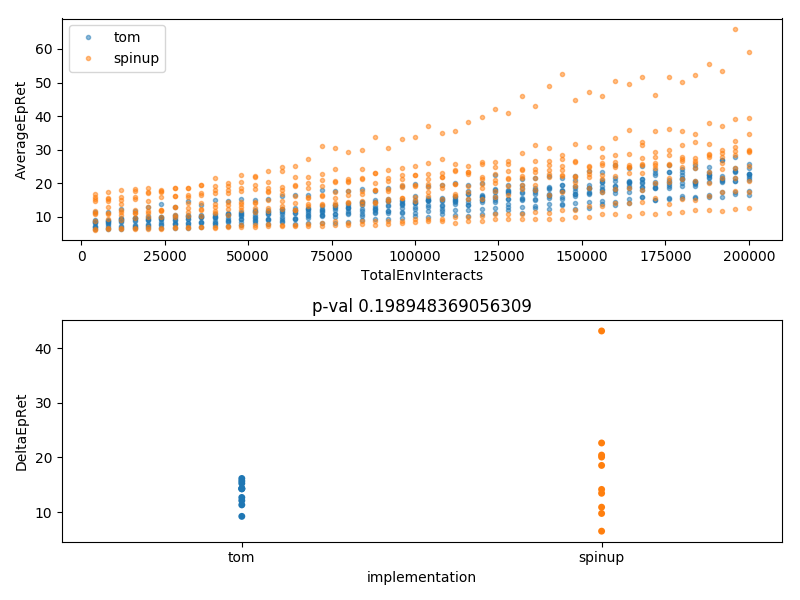 tom
spinup
AverageEpRet
60
50
40
30
20
10
0 25000 50000 75000 100000 125000 150000 175000 200000
TotalEnvInteracts
p-val 0.198948369056309
DeltaEpRet
40
30
20
10
tom spinup
implementation